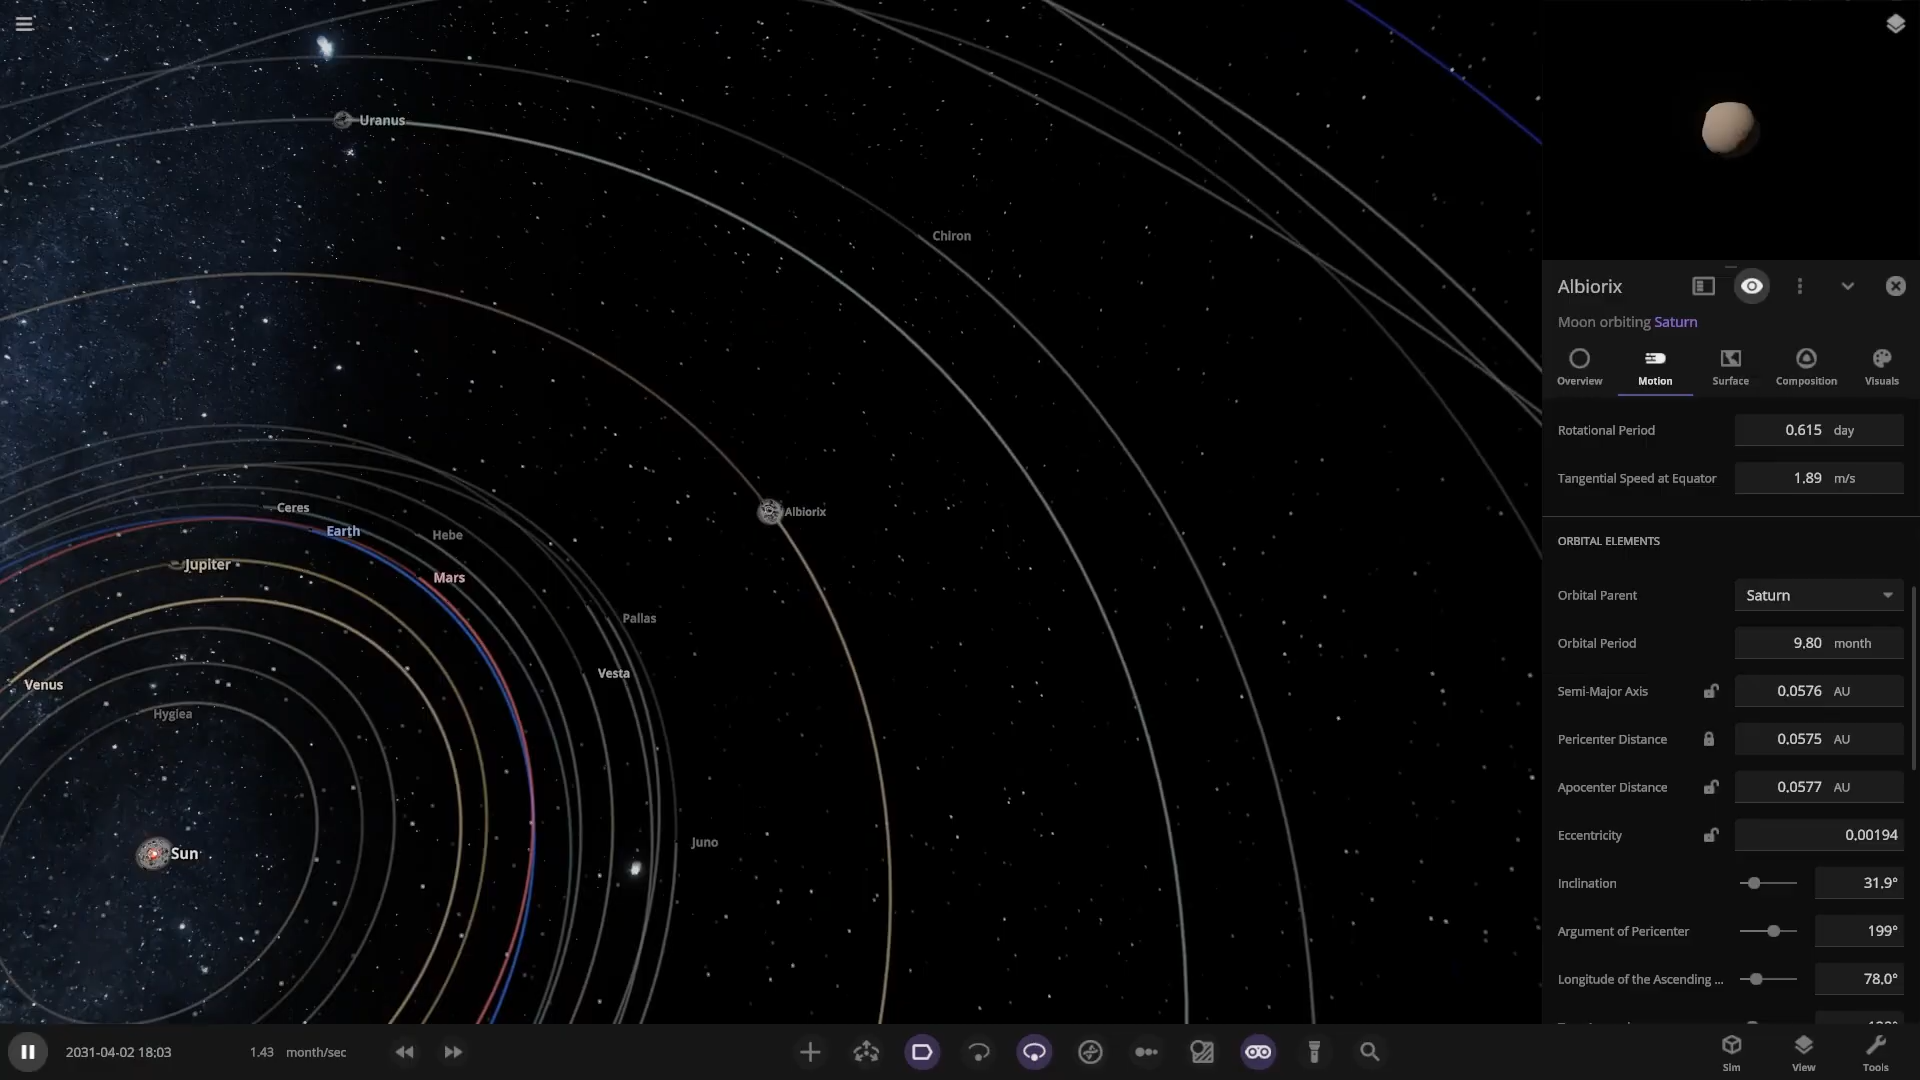 Uranus
Chiron
Albiorix
Ceres
Earth
Hebe
Jupiter
Mars
Pallas
Vesta
Venus
Hygiea
Juno
Sun
Albiorix
Moon orbiting Saturn
Overview
Motion
Surface
Composition
Visuals
Rotational Period 0.615 day
Tangential Speed at Equator 1.89 m/s
ORBITAL ELEMENTS
Orbital Parent Saturn
Orbital Period 9.80 month
Semi-Major Axis 0.0576 AU
Pericenter Distance 0.0575 AU
Apocenter Distance 0.0577 AU
Eccentricity 0.00194
Inclination 31.9°
Argument of Pericenter 199°
Longitude of the Ascending ... 78.0°
2031-04-02 18:03
1.43 month/sec
Sim
View
Tools